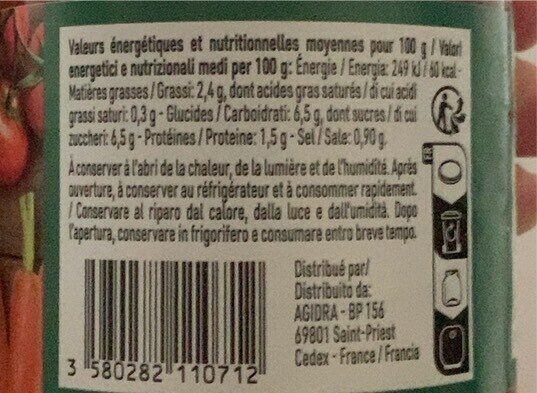 Valeurs énergétiques et nutritionnelles moyennes pour 100 g / Valori
energetici e nutrizionali medi per 100 g: Énergie / Energia: 249 kJ / 60 kcal -
Matières grasses / Grassi: 2,4 g, dont acides gras saturés / di cui acidi
grassi saturi: 0,3 g - Glucides / Carboidrati: 6,5 g, dont sucres / di cui
zuccheri: 6,5 g - Protéines / Proteine: 1,5 g - Sel / Sale: 0,90 g.
À conserver à l'abri de la chaleur, de la lumière et de l'humidité. Après
ouverture, à conserver au réfrigérateur et à consommer rapidement.
/ Conservare al riparo dal calore, dalla luce e dall'umidità. Dopo
l'apertura, conservare in frigorifero e consumare entro breve tempo.
Distribué par/
Distribuito da:
AGIDRA - BP 156
69801 Saint-Priest
Cedex - France / Francia
3 580282 110712